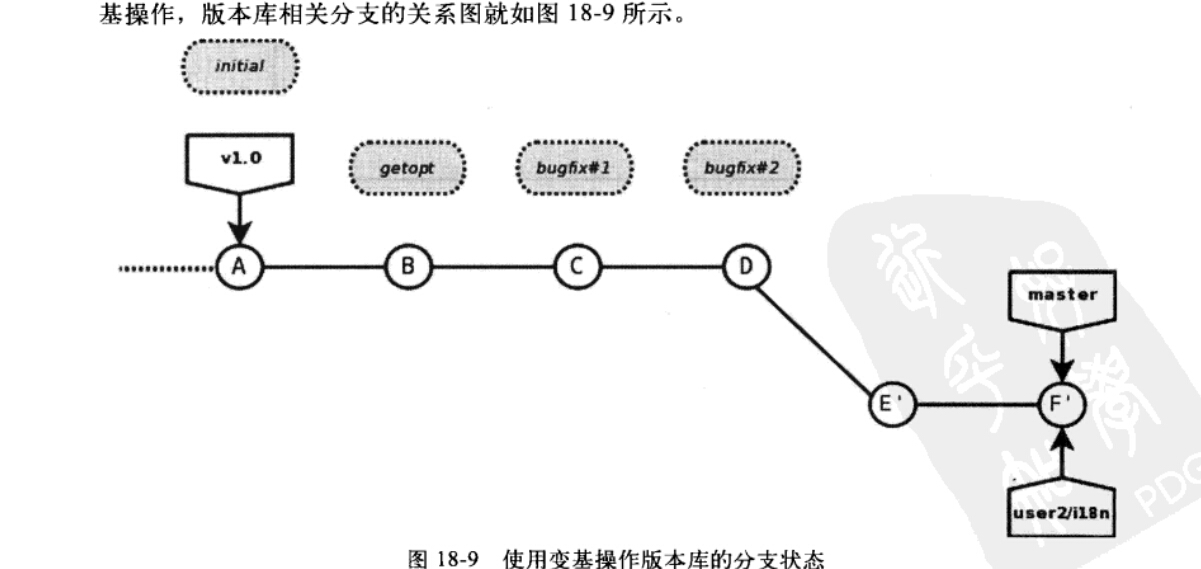 基操作，版本库相关分支的关系图就如图 18-9 所示。
initial
v1.0
getopt
bugfix#1
bugfix#2
A
B
C
D
master
E'
F'
user2/i18n
PDG
图 18-9 使用变基操作版本库的分支状态